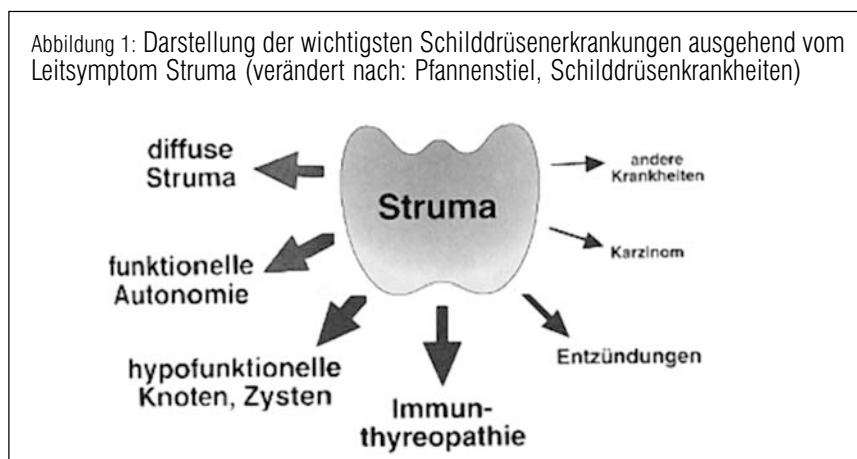 Abbildung 1: Darstellung der wichtigsten Schilddrüsenerkrankungen ausgehend vom
Leitsymptom Struma (verändert nach: Pfannenstiel, Schilddrüsenkrankheiten)
diffuse
Struma
funktionelle
Autonomie
hypofunktionelle
Knoten, Zysten
Immun-
thyreopathie
Entzündungen
Karzinom
andere
Krankheiten
Struma